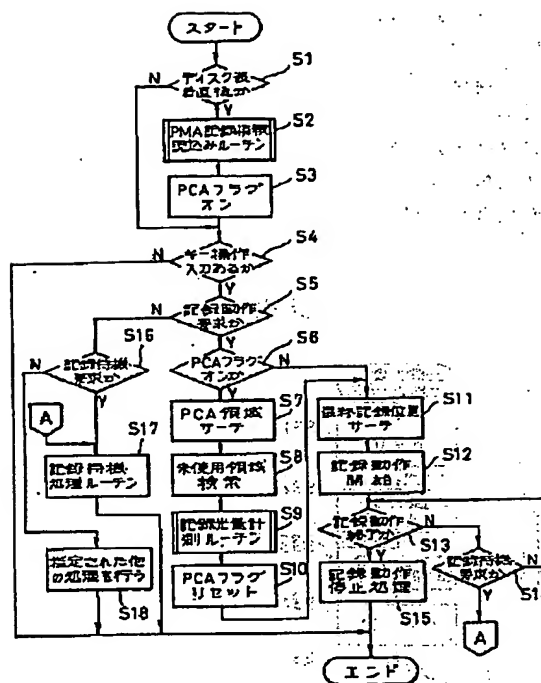 スタート
S1
ディスク装
着直後か
N
Y
S2
PMA記録情報
読込みルーチン
S3
PCAフラグ
オン
S4
キー操作
入力あるか
N
Y
S5
記録動作
要求か
N
Y
S16
記録待機
要求か
N
Y
S6
PCAフラグ
オンか
N
Y
A
S17
記録待機
処理ルーチン
S7
PCA領域
サーチ
S8
未使用領域
検索
S9
記録光量計
測ルーチン
S10
PCAフラグ
リセット
S11
最終記録位置
サーチ
S12
記録動作
開始
S13
記録動作
終了か
N
Y
S1
記録待機
要求か
N
Y
A
S15
記録動作
停止処理
指定された他
の処理を行う
S18
エンド